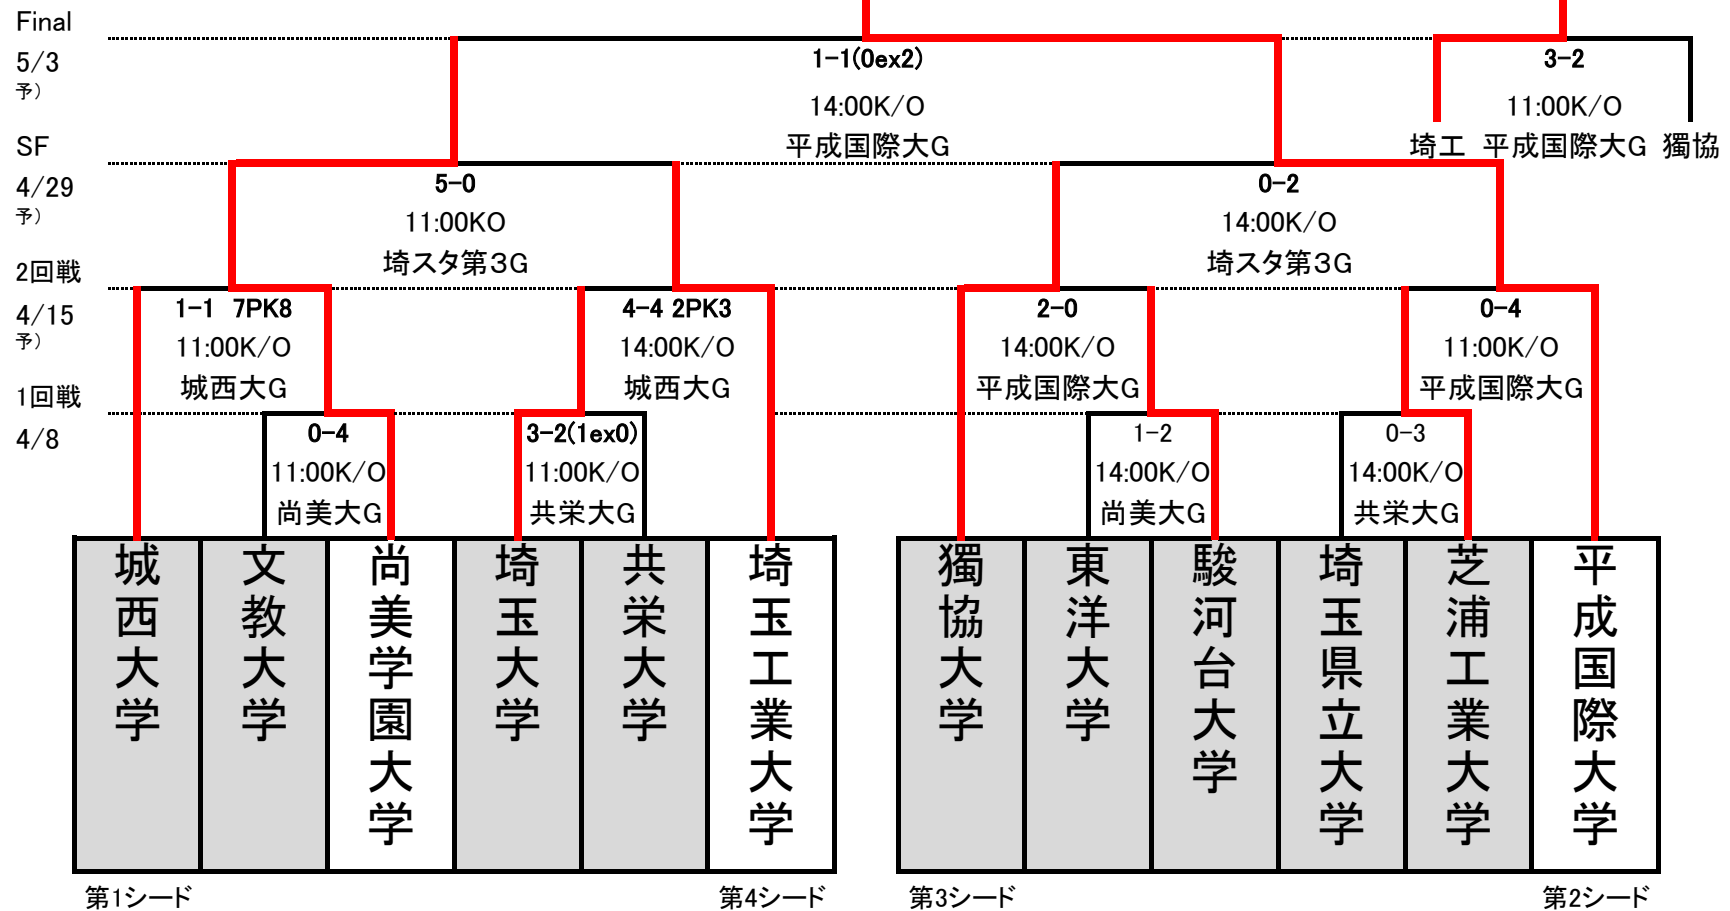 Final
5/3
予）
1-1(0ex2)
14:00K/O
平成国際大G
3-2
11:00K/O
埼工 平成国際大G 獨協
SF
4/29
予）
5-0
11:00KO
埼スタ第３G
0-2
14:00K/O
埼スタ第３G
2回戦
4/15
予）
1-1 7PK8
11:00K/O
城西大G
4-4 2PK3
14:00K/O
城西大G
2-0
14:00K/O
平成国際大G
0-4
11:00K/O
平成国際大G
1回戦
4/8
0-4
11:00K/O
尚美大G
3-2(1ex0)
11:00K/O
共栄大G
1-2
14:00K/O
尚美大G
0-3
14:00K/O
共栄大G
城西大学
文教大学
尚美学園大学
埼玉大学
共栄大学
埼玉工業大学
獨協大学
東洋大学
駿河台大学
埼玉県立大学
芝浦工業大学
平成国際大学
第1シード
第4シード
第3シード
第2シード